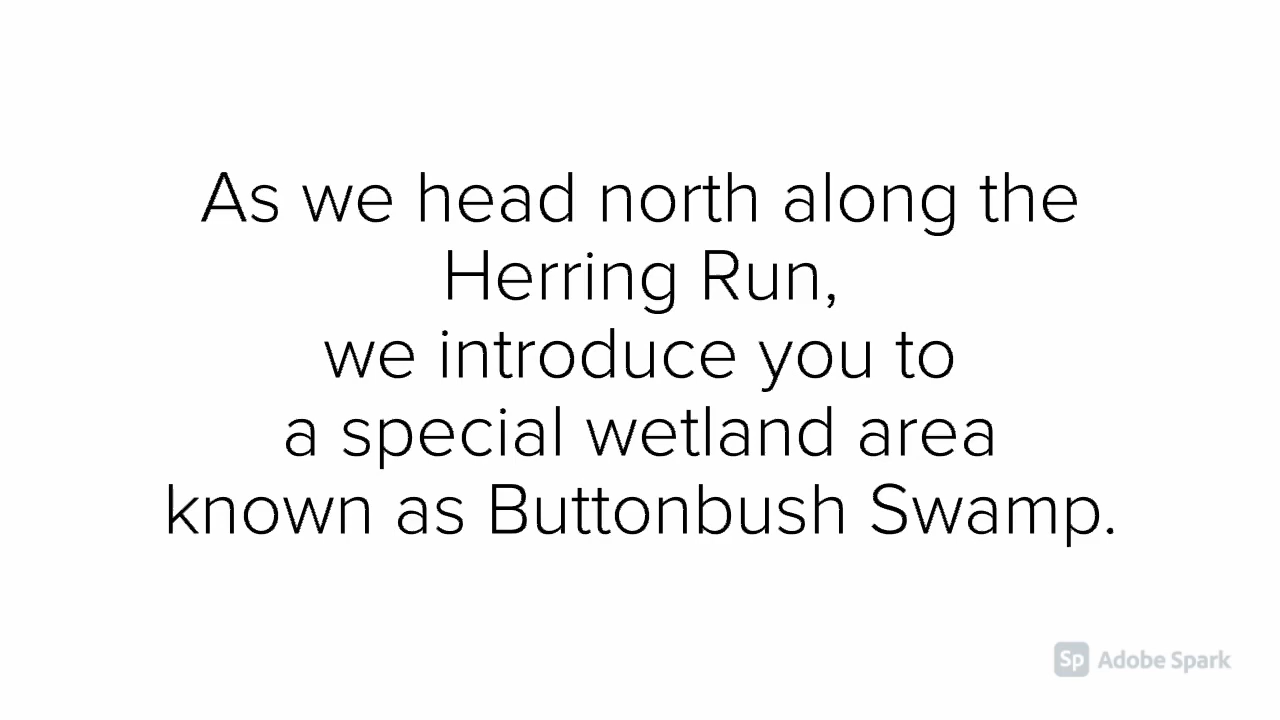 As we head north along the
Herring Run,
we introduce you to
a special wetland area
known as Buttonbush Swamp.
Sp Adobe Spark